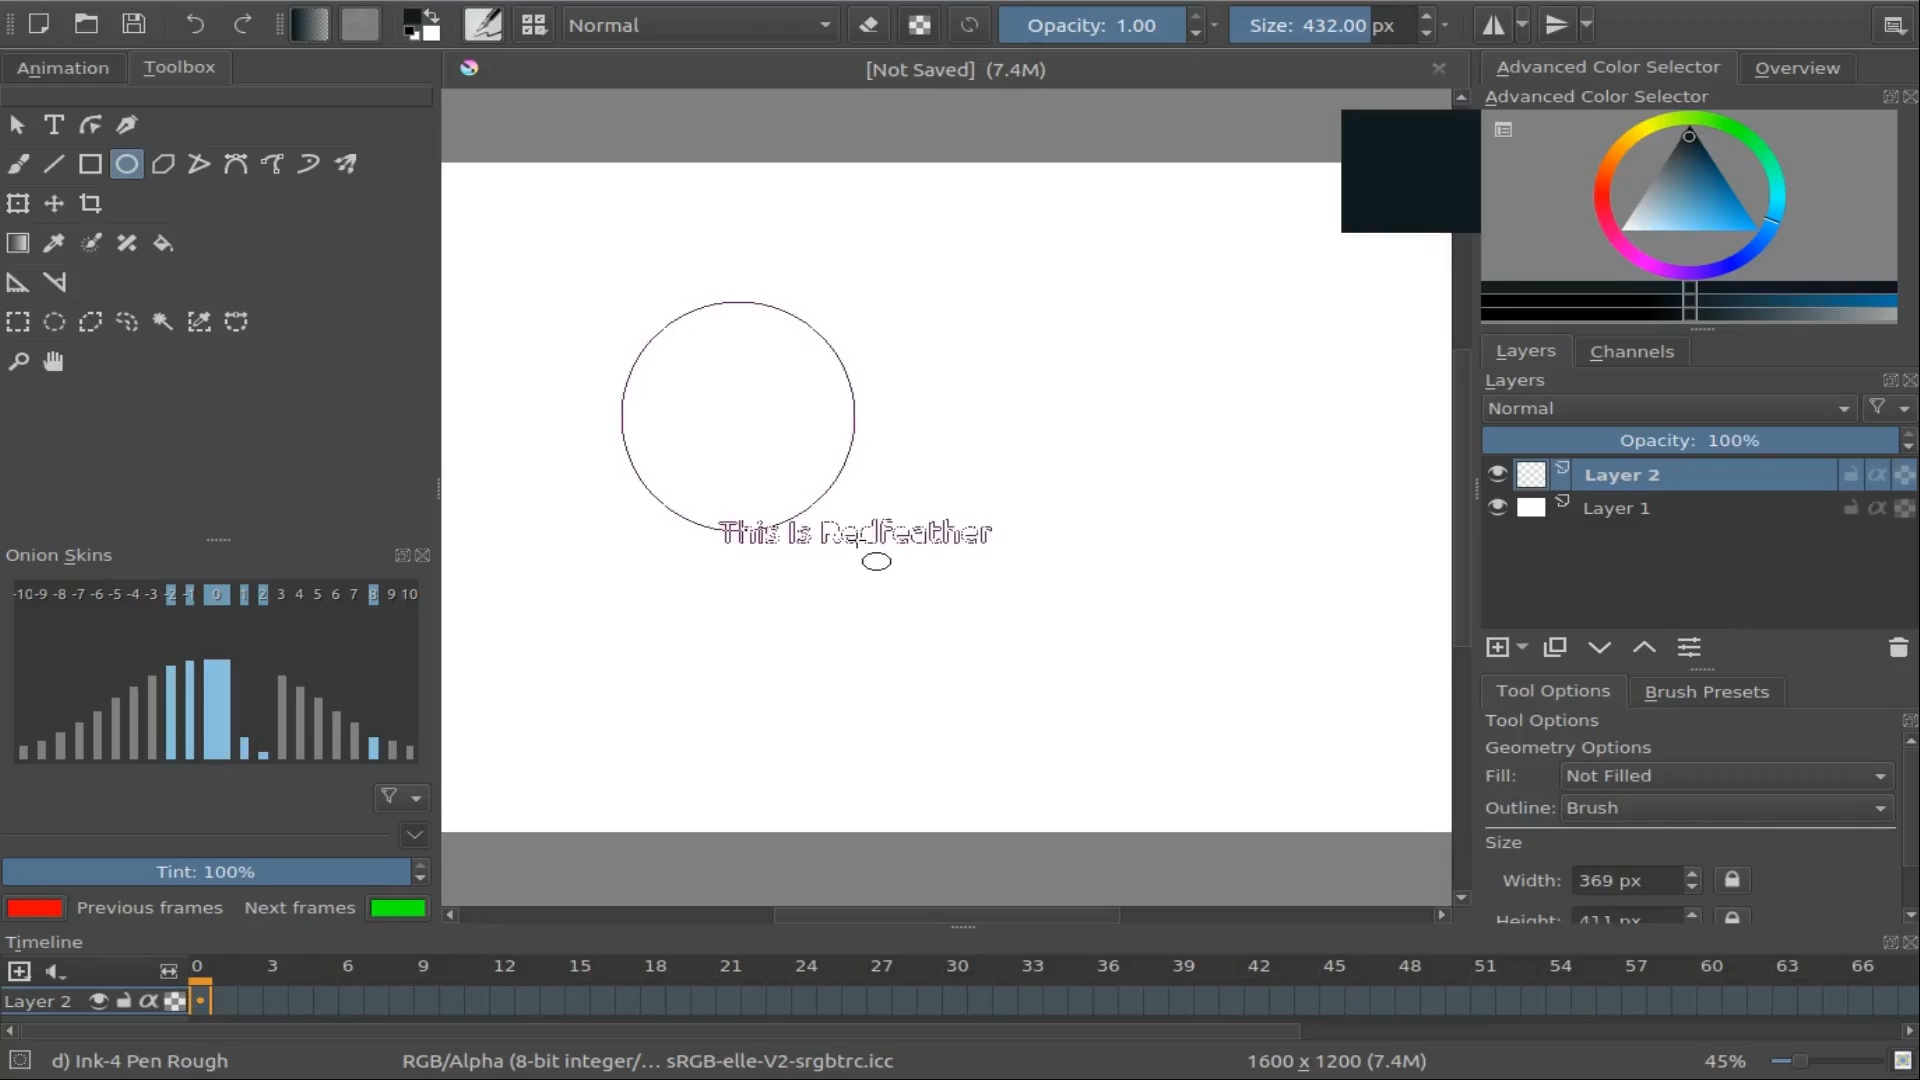 Normal
Opacity: 1.00
Size: 432.00 px
Animation
Toolbox
[Not Saved] (7.4M)
Advanced Color Selector
Overview
Advanced Color Selector
This Is Redfeather
Layers
Channels
Layers
Normal
Opacity: 100%
Layer 2
Layer 1
Onion Skins
-10 -9 -8 -7 -6 -5 -4 -3 -2 -1 0 1 2 3 4 5 6 7 8 9 10
Tool Options
Brush Presets
Tool Options
Geometry Options
Fill: Not Filled
Outline: Brush
Size
Width: 369 px
Height: 411 px
Tint: 100%
Previous frames
Next frames
Timeline
0 3 6 9 12 15 18 21 24 27 30 33 36 39 42 45 48 51 54 57 60 63 66
Layer 2
d) Ink-4 Pen Rough
RGB/Alpha (8-bit integer/... sRGB-elle-V2-srgbtrc.icc
1600 x 1200 (7.4M)
45%